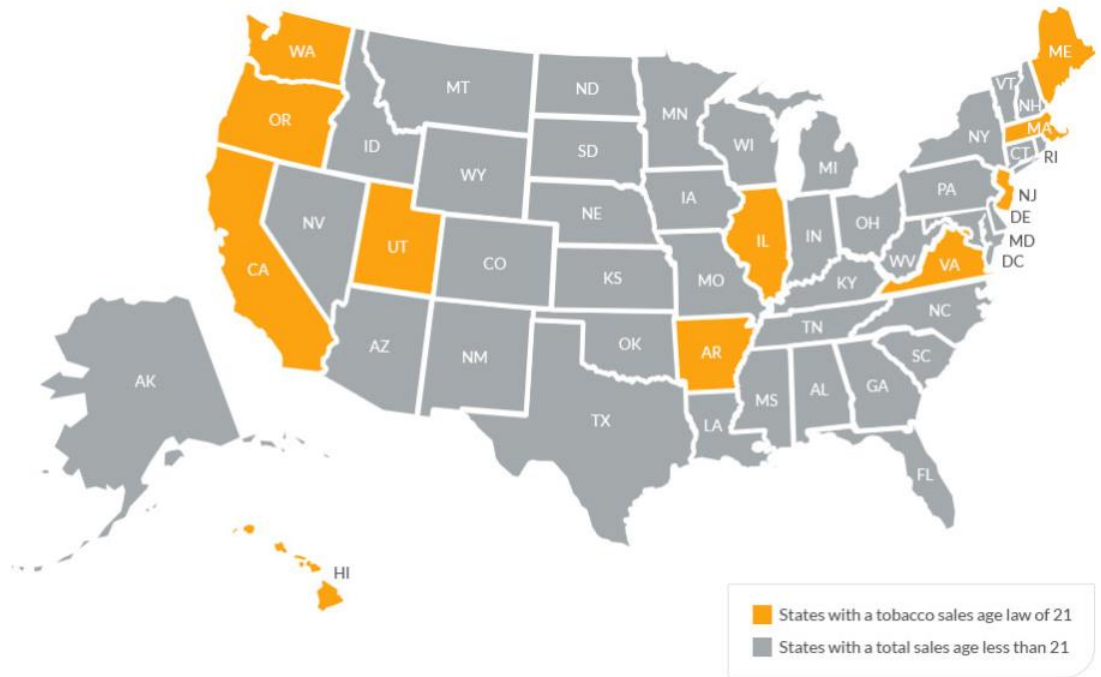 WA
ME
MT
ND
VT
MN
NH
OR
MA
NY
WI
ID
SD
CT
RI
MI
WY
PA
NJ
IA
NE
DE
OH
NV
IN
IL
MD
UT
WV
VA
DC
CA
CO
KS
MO
KY
NC
TN
AZ
OK
AR
NM
SC
AK
MS
AL
GA
TX
LA
FL
HI
States with a tobacco sales age law of 21
States with a total sales age less than 21